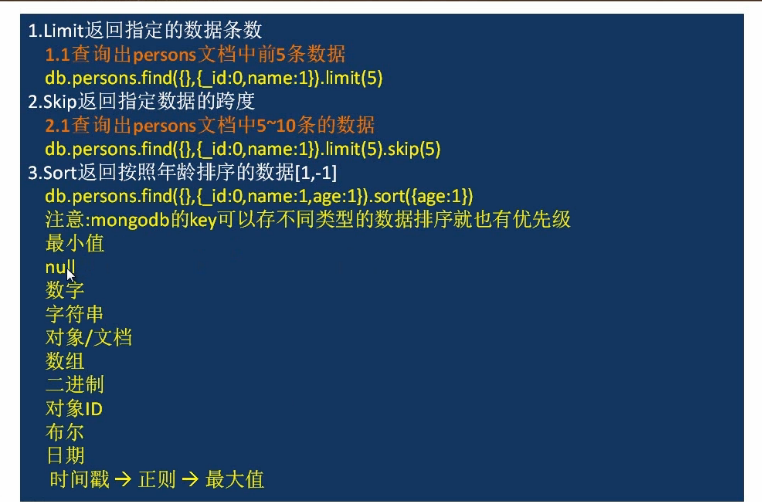 1.Limit返回指定的数据条数
1.1查询出persons文档中前5条数据
db.persons.find({},{_id:0,name:1}).limit(5)
2.Skip返回指定数据的跨度
2.1查询出persons文档中5~10条的数据
db.persons.find({},{_id:0,name:1}).limit(5).skip(5)
3.Sort返回按照年龄排序的数据[1,-1]
db.persons.find({},{_id:0,name:1,age:1}).sort({age:1})
注意:mongodb的key可以存不同类型的数据排序就也有优先级
最小值
null
数字
字符串
对象/文档
数组
二进制
对象ID
布尔
日期
时间戳 → 正则 → 最大值